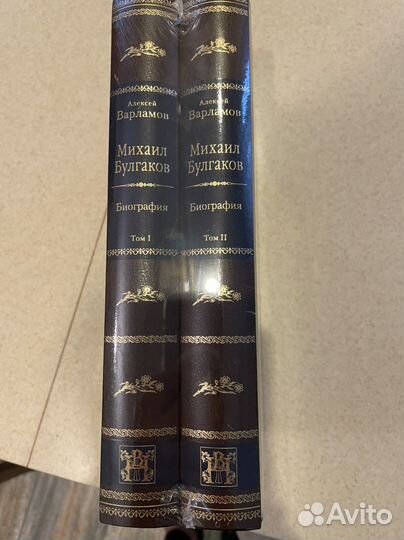 Алексей
Варламов
Михаил
Булгаков
Биография
Том I
Алексей
Варламов
Михаил
Булгаков
Биография
Том II
Avito